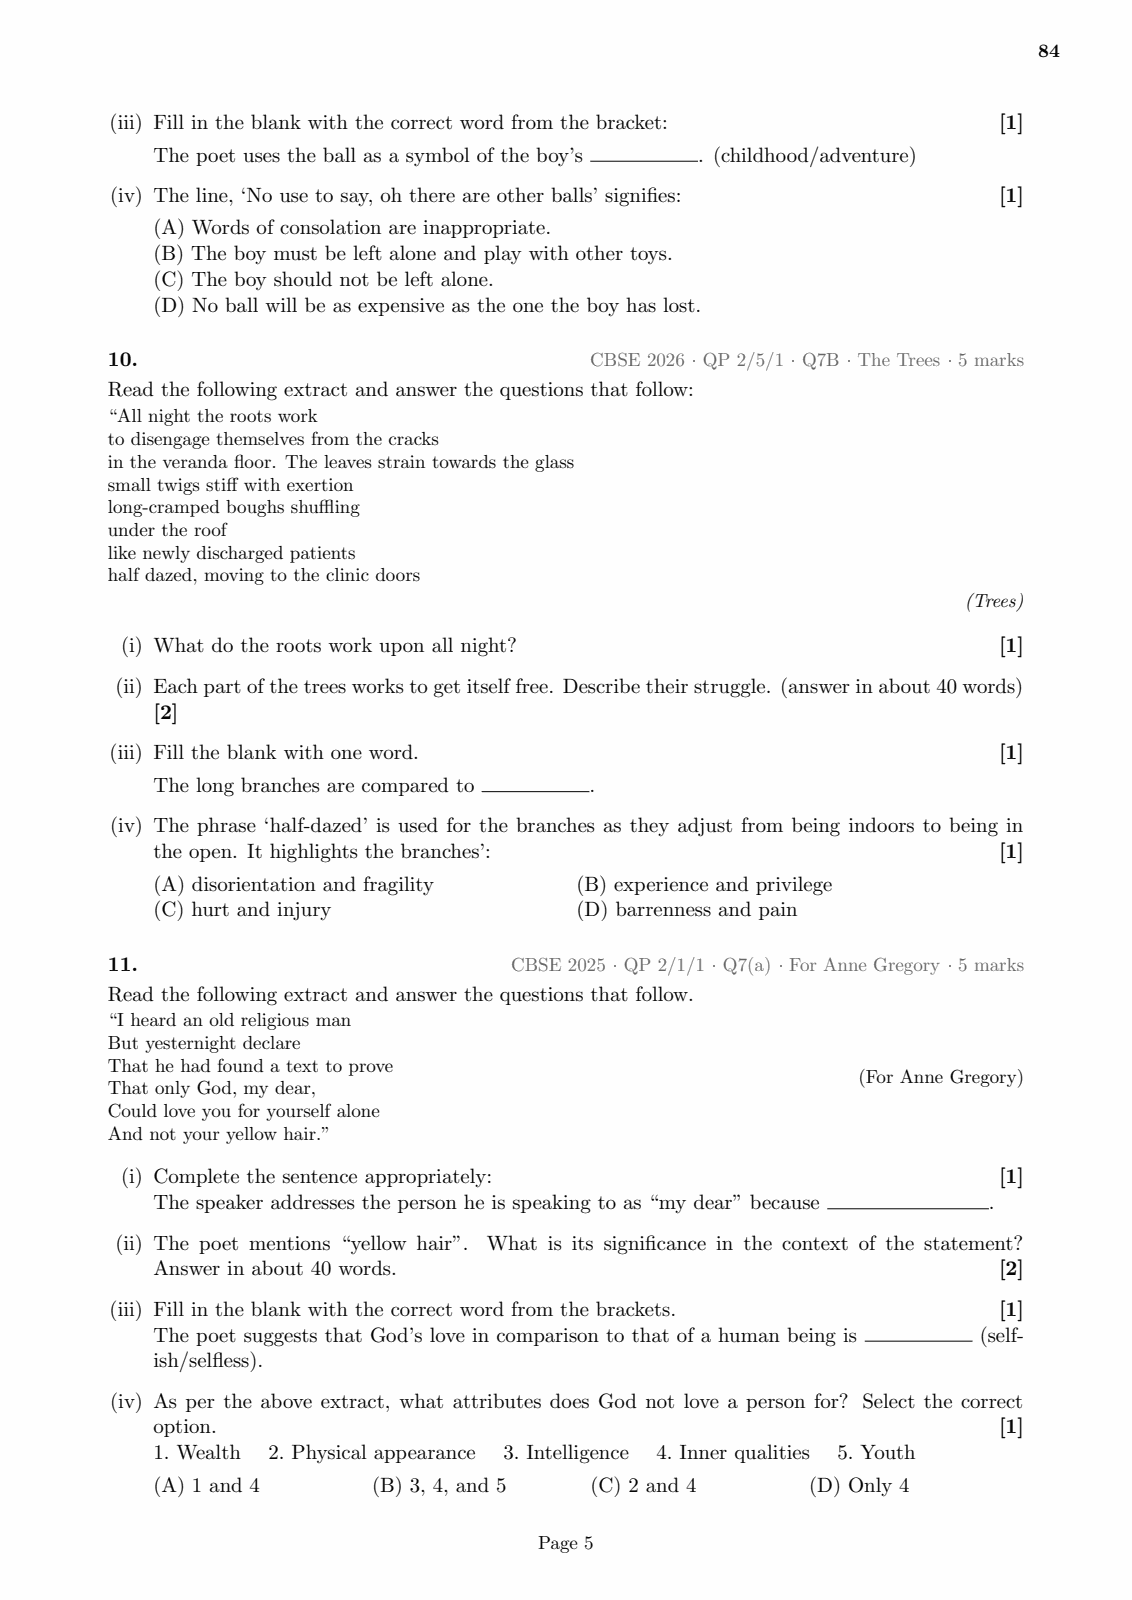 84
(iii) Fill in the blank with the correct word from the bracket: [1]
The poet uses the ball as a symbol of the boy's __________. (childhood/adventure)
(iv) The line, ‘No use to say, oh there are other balls’ signifies: [1]
(A) Words of consolation are inappropriate.
(B) The boy must be left alone and play with other toys.
(C) The boy should not be left alone.
(D) No ball will be as expensive as the one the boy has lost.
10. CBSE 2026 · QP 2/5/1 · Q7B · The Trees · 5 marks
Read the following extract and answer the questions that follow:
“All night the roots work
to disengage themselves from the cracks
in the veranda floor. The leaves strain towards the glass
small twigs stiff with exertion
long-cramped boughs shuffling
under the roof
like newly discharged patients
half dazed, moving to the clinic doors
(Trees)
(i) What do the roots work upon all night? [1]
(ii) Each part of the trees works to get itself free. Describe their struggle. (answer in about 40 words)
[2]
(iii) Fill the blank with one word. [1]
The long branches are compared to __________.
(iv) The phrase ‘half-dazed’ is used for the branches as they adjust from being indoors to being in
the open. It highlights the branches’: [1]
(A) disorientation and fragility (B) experience and privilege
(C) hurt and injury (D) barrenness and pain
11. CBSE 2025 · QP 2/1/1 · Q7(a) · For Anne Gregory · 5 marks
Read the following extract and answer the questions that follow.
“I heard an old religious man
But yesternight declare
That he had found a text to prove
(For Anne Gregory)
That only God, my dear,
Could love you for yourself alone
And not your yellow hair.”
(i) Complete the sentence appropriately: [1]
The speaker addresses the person he is speaking to as “my dear” because _______________.
(ii) The poet mentions “yellow hair”. What is its significance in the context of the statement?
Answer in about 40 words. [2]
(iii) Fill in the blank with the correct word from the brackets. [1]
The poet suggests that God’s love in comparison to that of a human being is __________ (self-
ish/selfless).
(iv) As per the above extract, what attributes does God not love a person for? Select the correct
option. [1]
1. Wealth 2. Physical appearance 3. Intelligence 4. Inner qualities 5. Youth
(A) 1 and 4 (B) 3, 4, and 5 (C) 2 and 4 (D) Only 4
Page 5